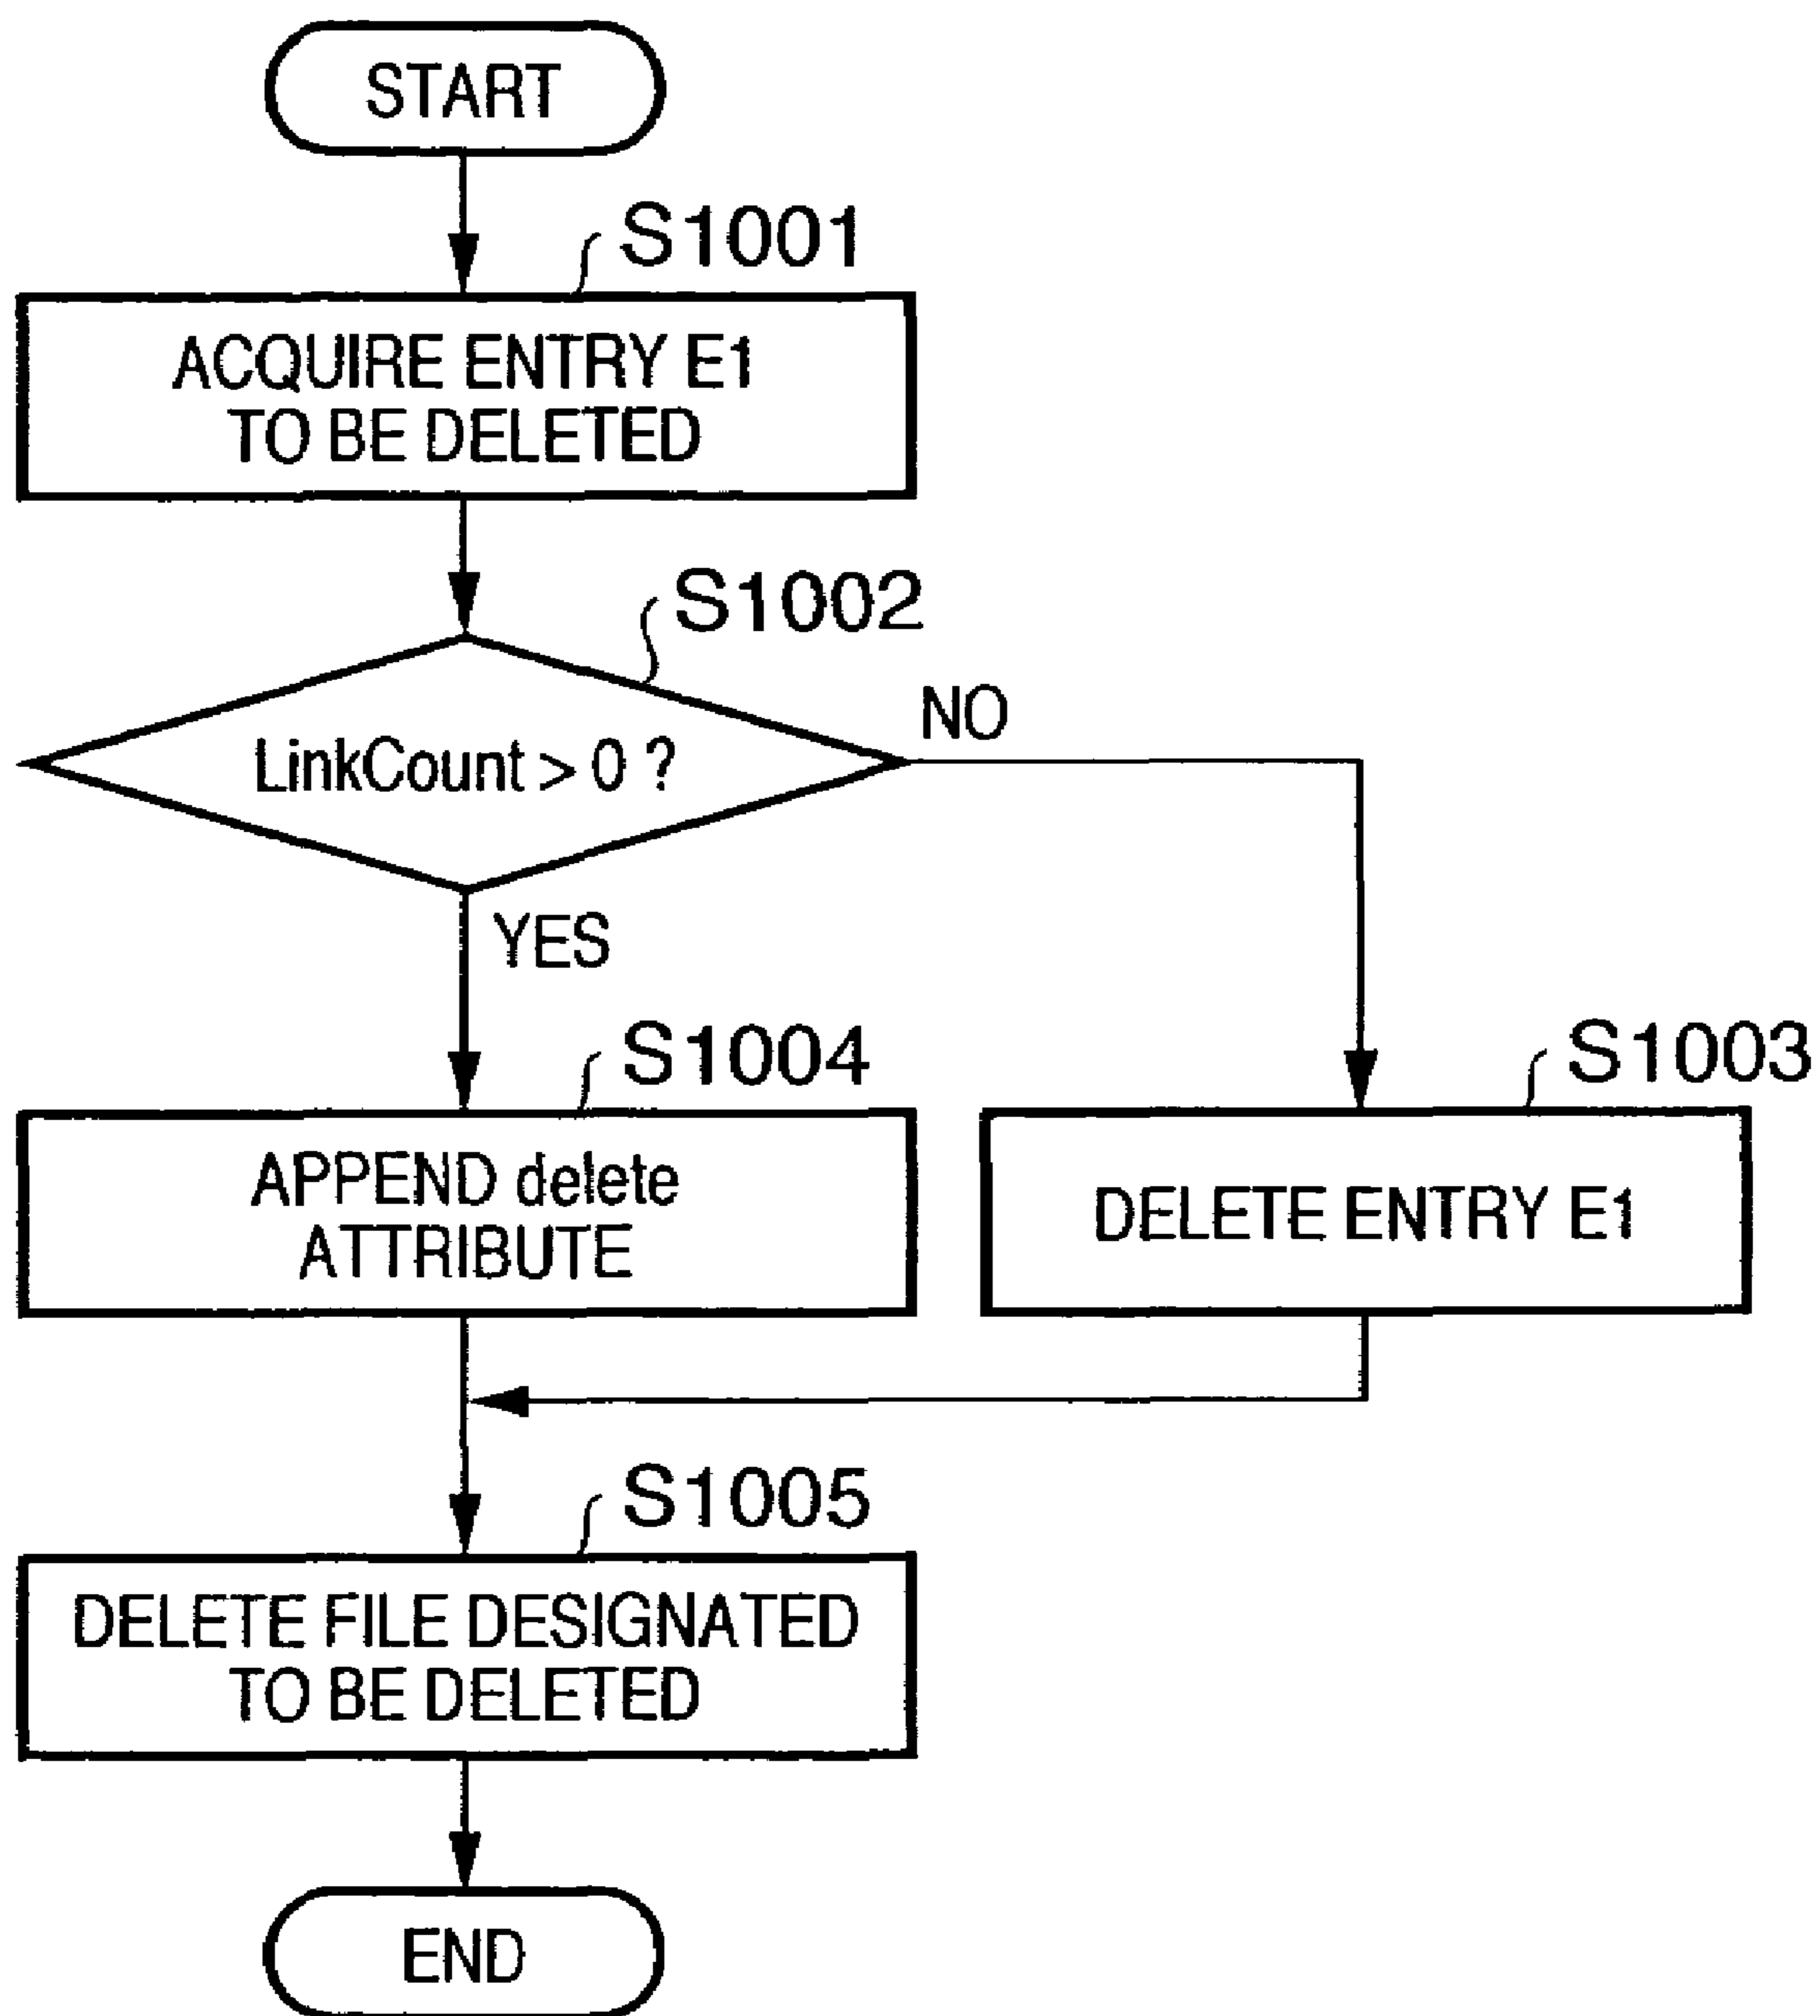 START
S1001
ACQUIRE ENTRY E1
TO BE DELETED
S1002
LinkCount > 0 ?
NO
YES
S1004
APPEND delete
ATTRIBUTE
S1003
DELETE ENTRY E1
S1005
DELETE FILE DESIGNATED
TO BE DELETED
END